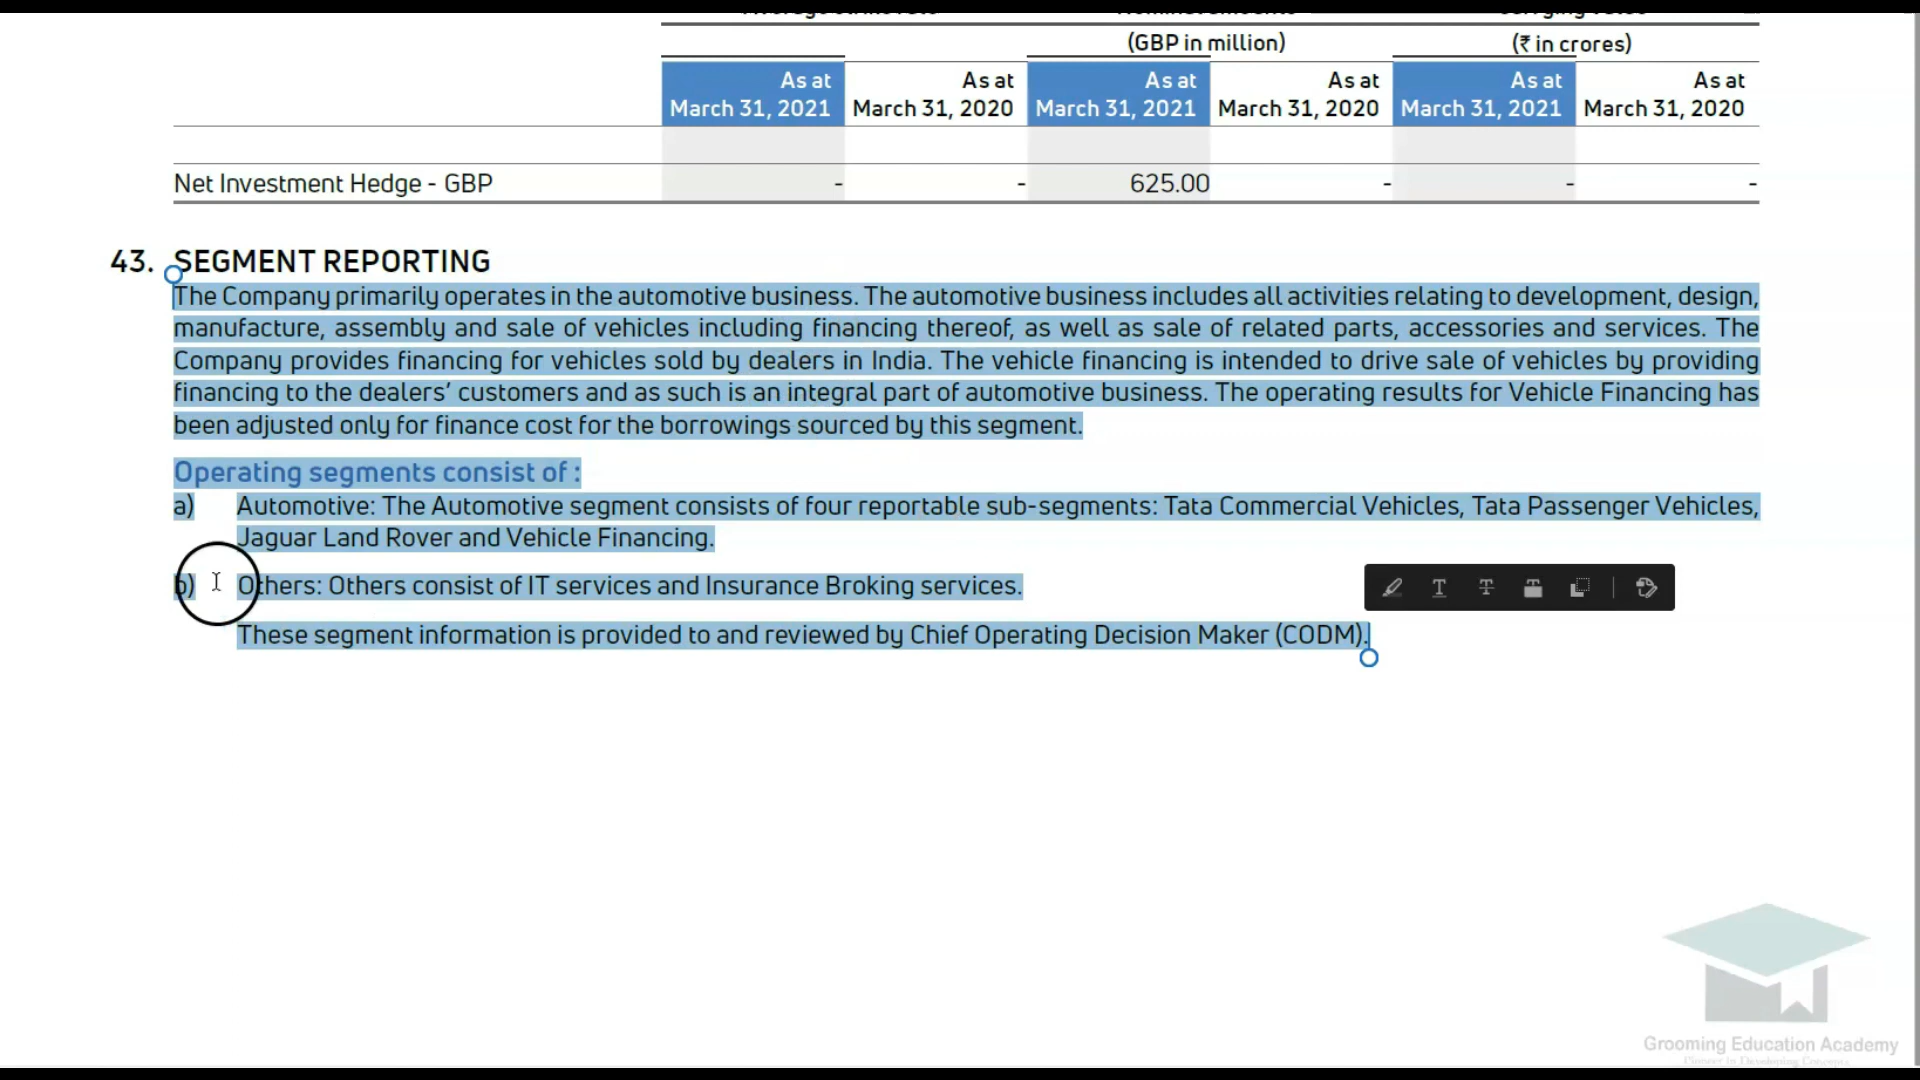 (GBP in million) (₹ in crores)
As at As at As at As at As at As at
March 31, 2021 March 31, 2020 March 31, 2021 March 31, 2020 March 31, 2021 March 31, 2020
Net Investment Hedge - GBP - - 625.00 - - -
43. SEGMENT REPORTING
The Company primarily operates in the automotive business. The automotive business includes all activities relating to development, design,
manufacture, assembly and sale of vehicles including financing thereof, as well as sale of related parts, accessories and services. The
Company provides financing for vehicles sold by dealers in India. The vehicle financing is intended to drive sale of vehicles by providing
financing to the dealers’ customers and as such is an integral part of automotive business. The operating results for Vehicle Financing has
been adjusted only for finance cost for the borrowings sourced by this segment.
Operating segments consist of :
a) Automotive: The Automotive segment consists of four reportable sub-segments: Tata Commercial Vehicles, Tata Passenger Vehicles,
Jaguar Land Rover and Vehicle Financing.
b) Others: Others consist of IT services and Insurance Broking services.
These segment information is provided to and reviewed by Chief Operating Decision Maker (CODM).
Grooming Education Academy
Pioneer in Developing Concepts